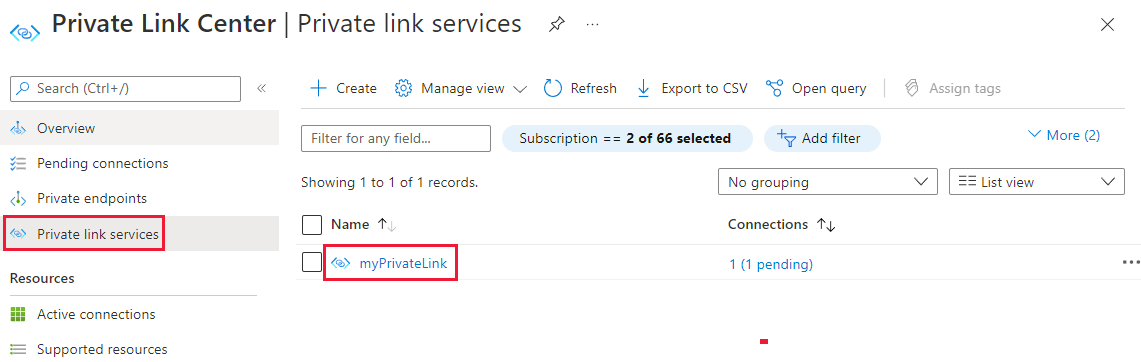 Private Link Center | Private link services
Search (Ctrl+/)
Overview
Pending connections
Private endpoints
Private link services
Resources
Active connections
Supported resources
Create Manage view Refresh Export to CSV Open query Assign tags
Filter for any field... Subscription == 2 of 66 selected Add filter More (2)
Showing 1 to 1 of 1 records. No grouping List view
Name Connections
myPrivateLink 1 (1 pending)